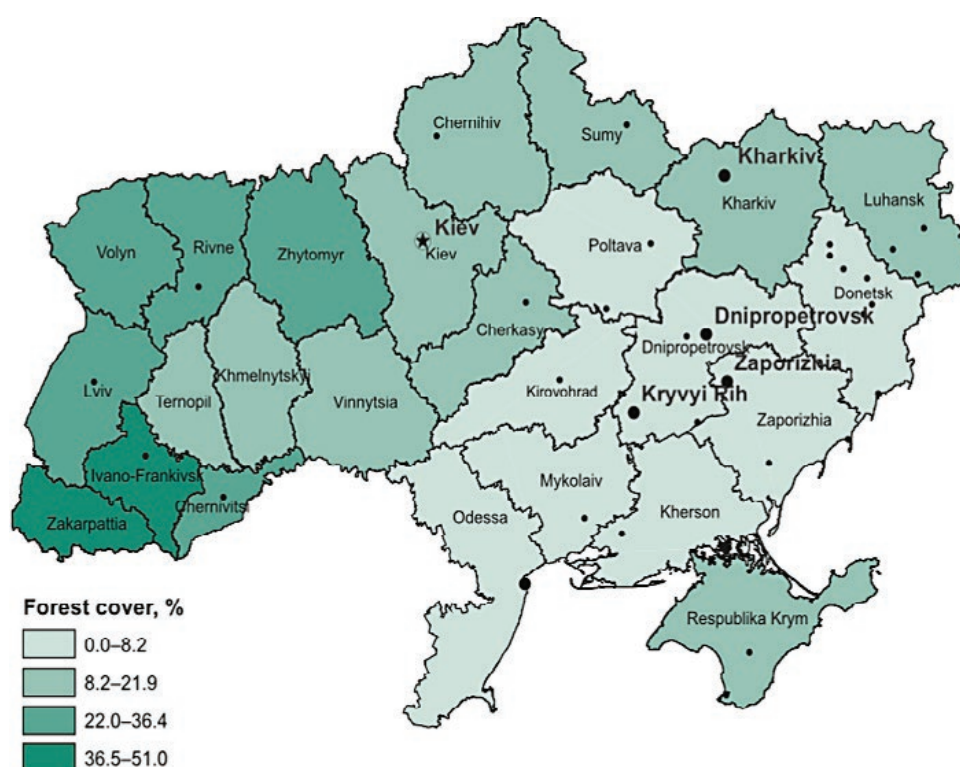 Chernihiv
Sumy
Kharkiv
Kharkiv
Luhansk
Volyn
Rivne
Zhytomyr
Kiev
Kiev
Poltava
Donetsk
Cherkasy
Dnipropetrovsk
Dnipropetrovsk
Zaporizhia
Lviv
Ternopil
Khmelnytskyi
Vinnytsia
Kirovohrad
Kryvyi Rih
Zaporizhia
Ivano-Frankivsk
Mykolaiv
Chernivitsi
Zakarpattia
Odessa
Kherson
Respublika Krym
Forest cover, %
0.0–8.2
8.2–21.9
22.0–36.4
36.5–51.0